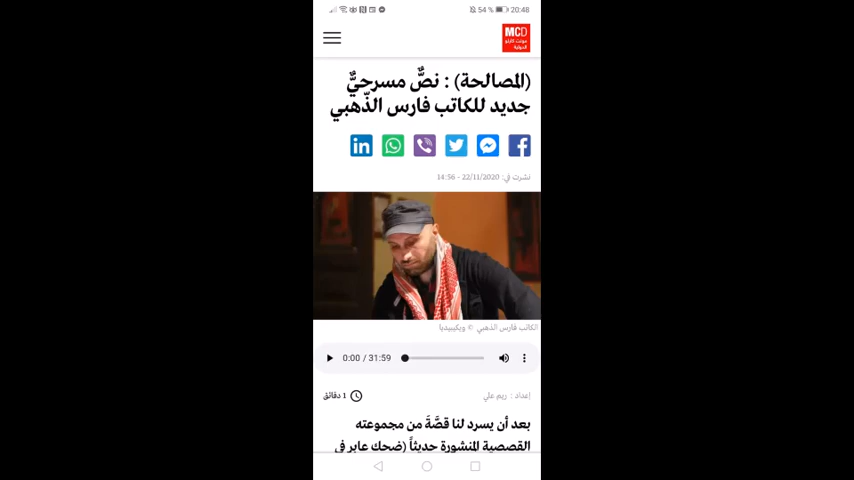 54 % 20:48
MCD
مونت كارلو
الدولية
(المصالحة) : نصٌّ مسرحيٌّ
جديد للكاتب فارس الذّهبي
نشرت في: 22/11/2020 - 14:56
الكاتب فارس الذهبي © ويكيبيديا
0:00 / 31:59
إعداد : ريم علي
1 دقائق
بعد أن يسرد لنا قصَّةً من مجموعته
القصصية المنشورة حديثاً (ضحك عابر في